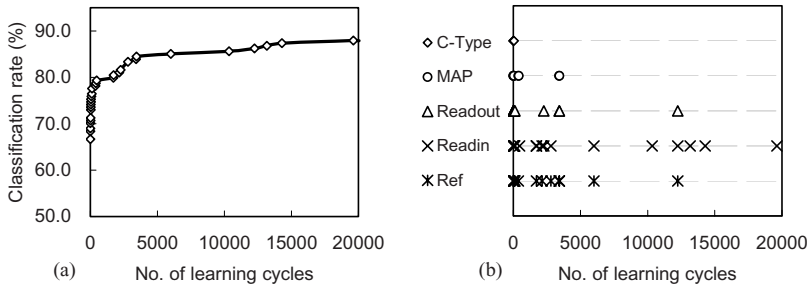 (a)
Classification rate (%)
90.0
80.0
70.0
60.0
50.0
0 5000 10000 15000 20000
No. of learning cycles
(b)
C-Type
MAP
Readout
Readin
Ref
0 5000 10000 15000 20000
No. of learning cycles